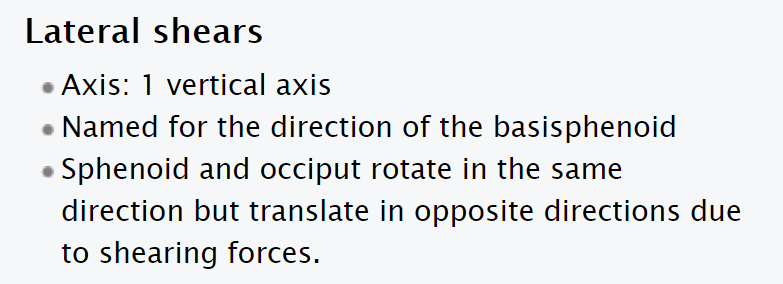 Lateral shears
Axis: 1 vertical axis
Named for the direction of the basisphenoid
Sphenoid and occiput rotate in the same
direction but translate in opposite directions due
to shearing forces.